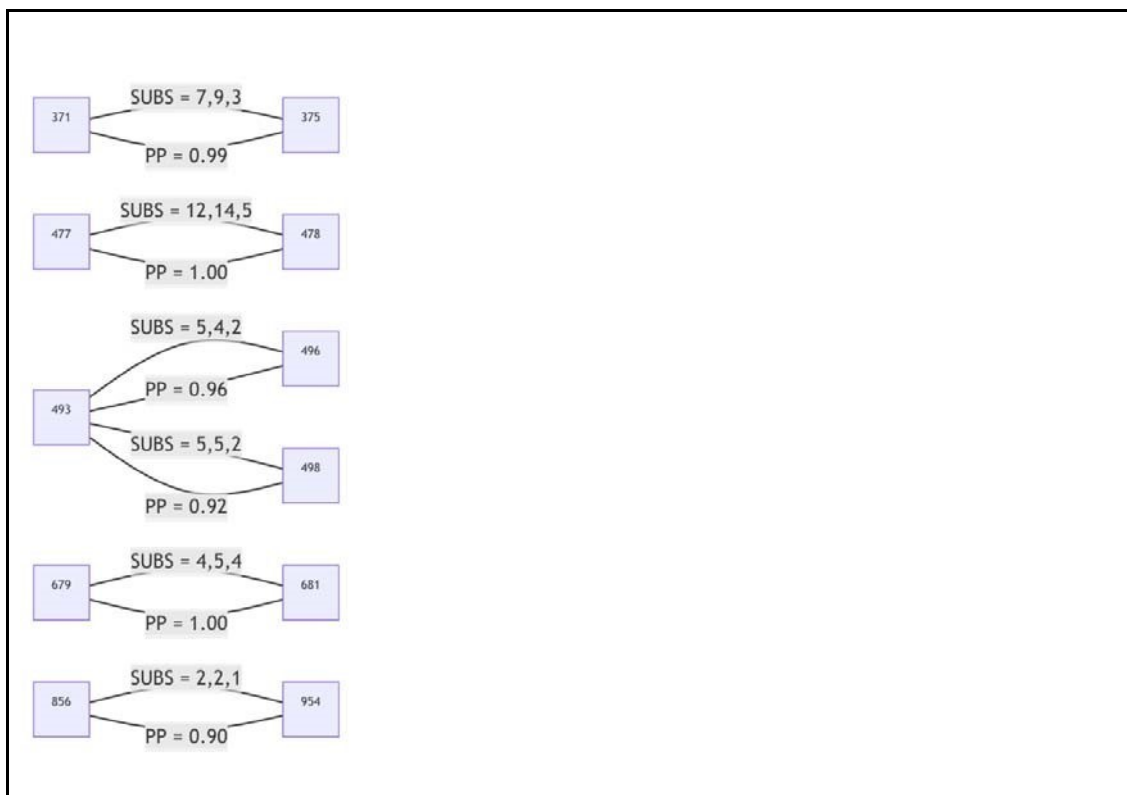 SUBS = 7,9,3
371
375
PP = 0.99
SUBS = 12,14,5
477
478
PP = 1.00
SUBS = 5,4,2
496
PP = 0.96
493
SUBS = 5,5,2
498
PP = 0.92
SUBS = 4,5,4
679
681
PP = 1.00
SUBS = 2,2,1
856
954
PP = 0.90